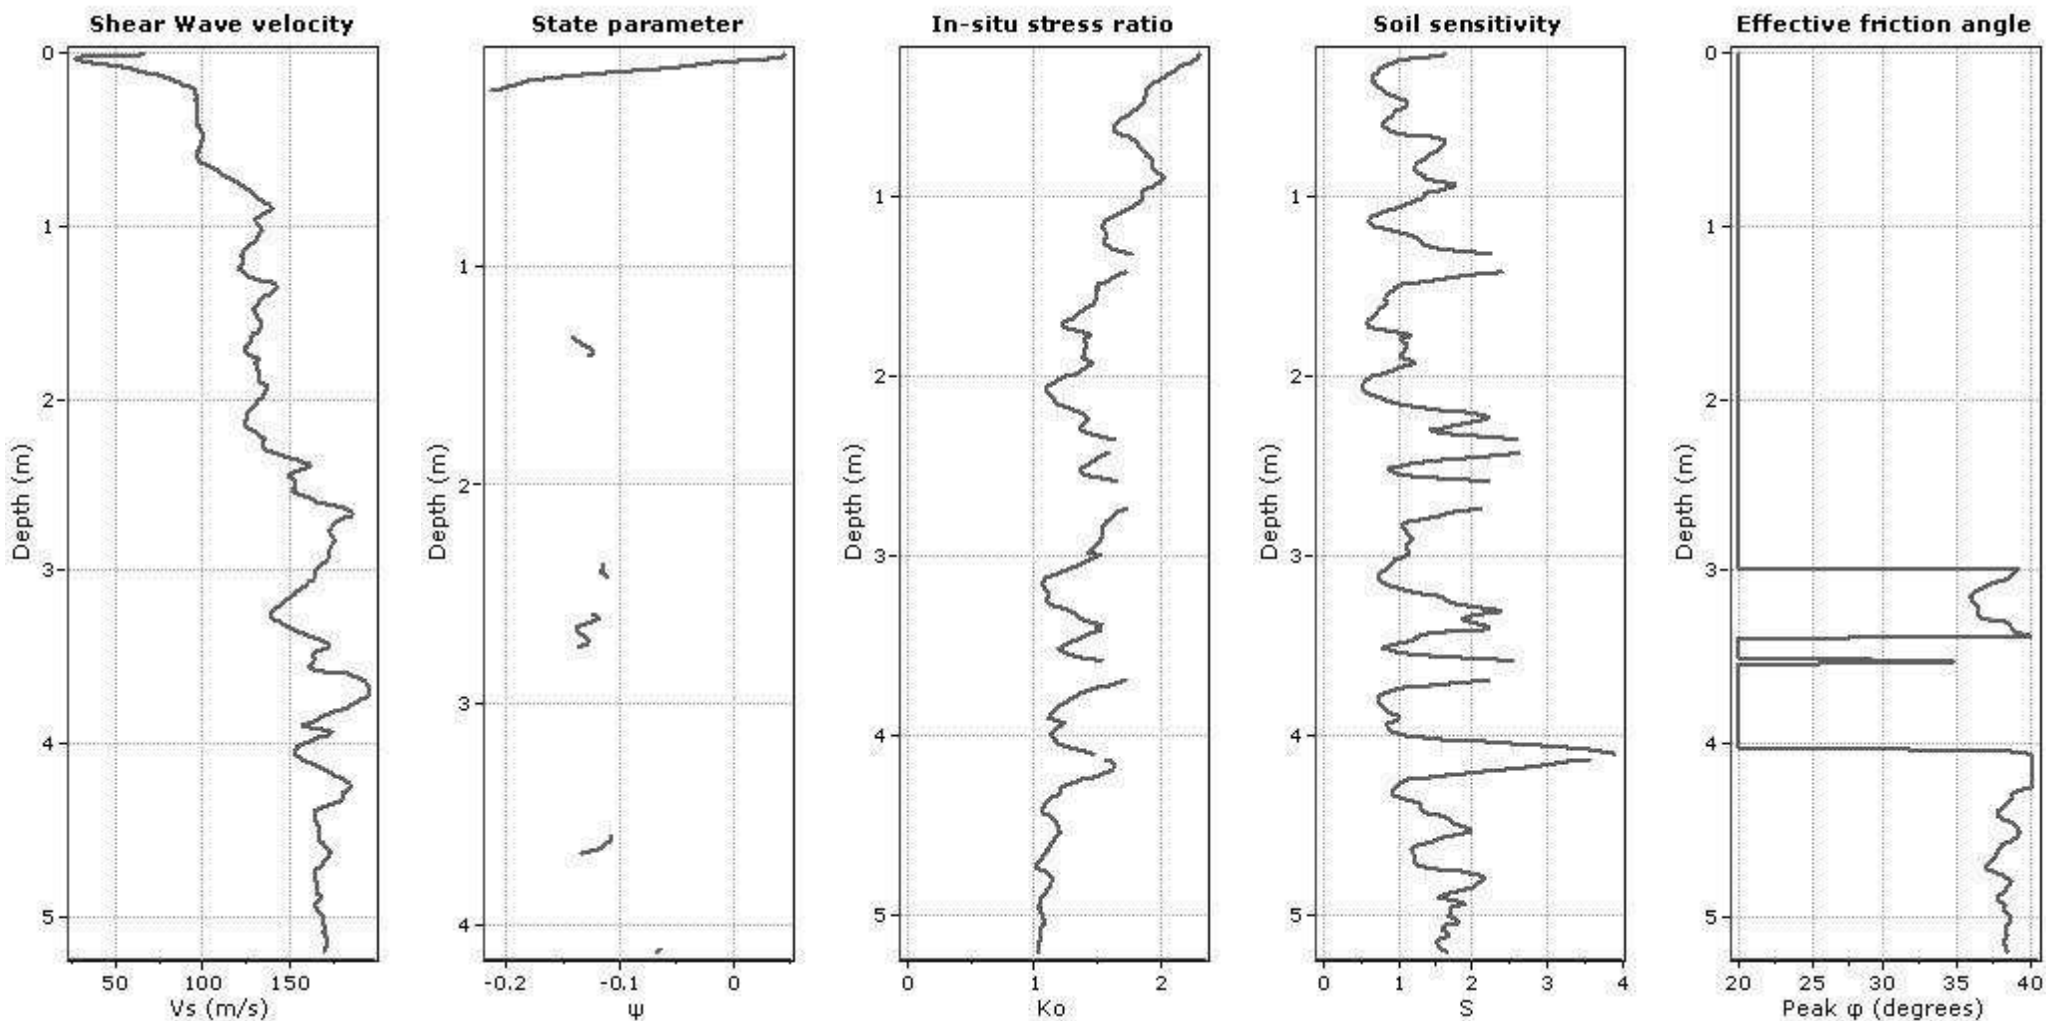 Shear Wave velocity
0
1
2
3
4
5
Depth (m)
50 100 150
Vs (m/s)
State parameter
1
2
3
4
Depth (m)
-0.2 -0.1 0
ψ
In-situ stress ratio
1
2
3
4
5
Depth (m)
0 1 2
Ko
Soil sensitivity
1
2
3
4
5
Depth (m)
0 1 2 3 4
S
Effective friction angle
0
1
2
3
4
5
Depth (m)
20 25 30 35 40
Peak φ (degrees)